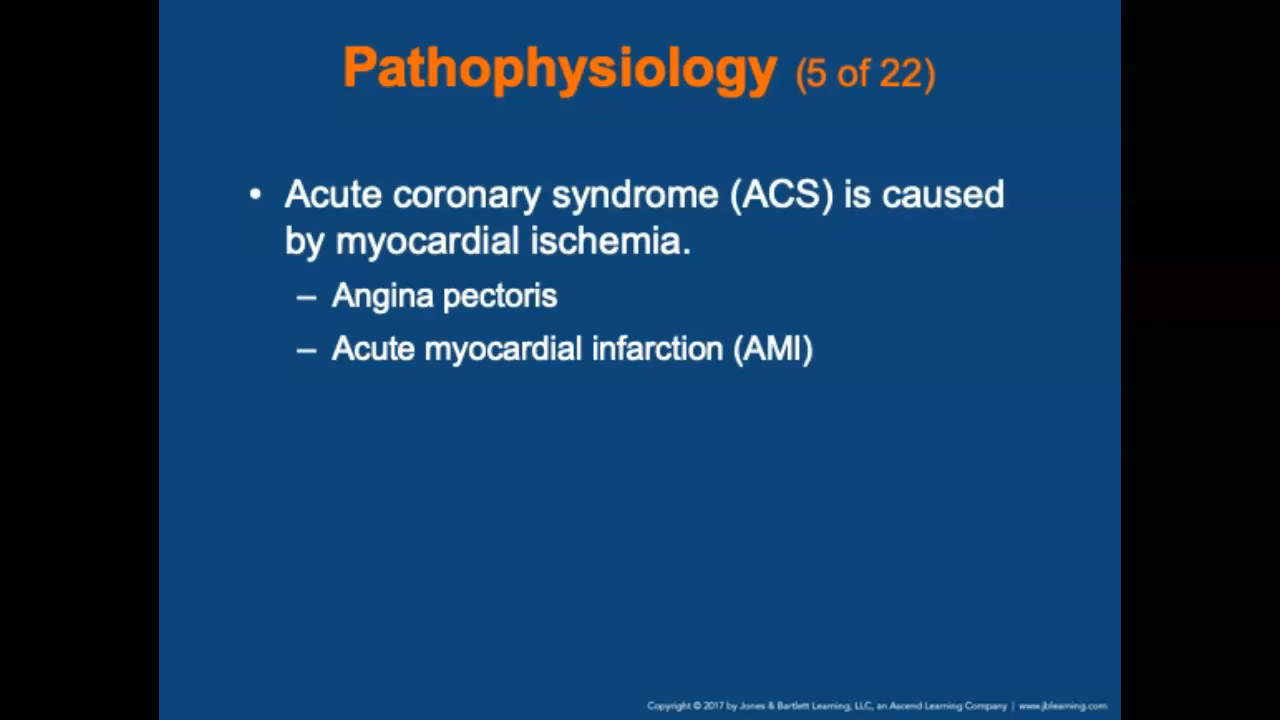 Pathophysiology (5 of 22)
• Acute coronary syndrome (ACS) is caused
by myocardial ischemia.
– Angina pectoris
– Acute myocardial infarction (AMI)
Copyright © 2017 by Jones & Bartlett Learning, LLC, an Ascend Learning Company | www.jblearning.com